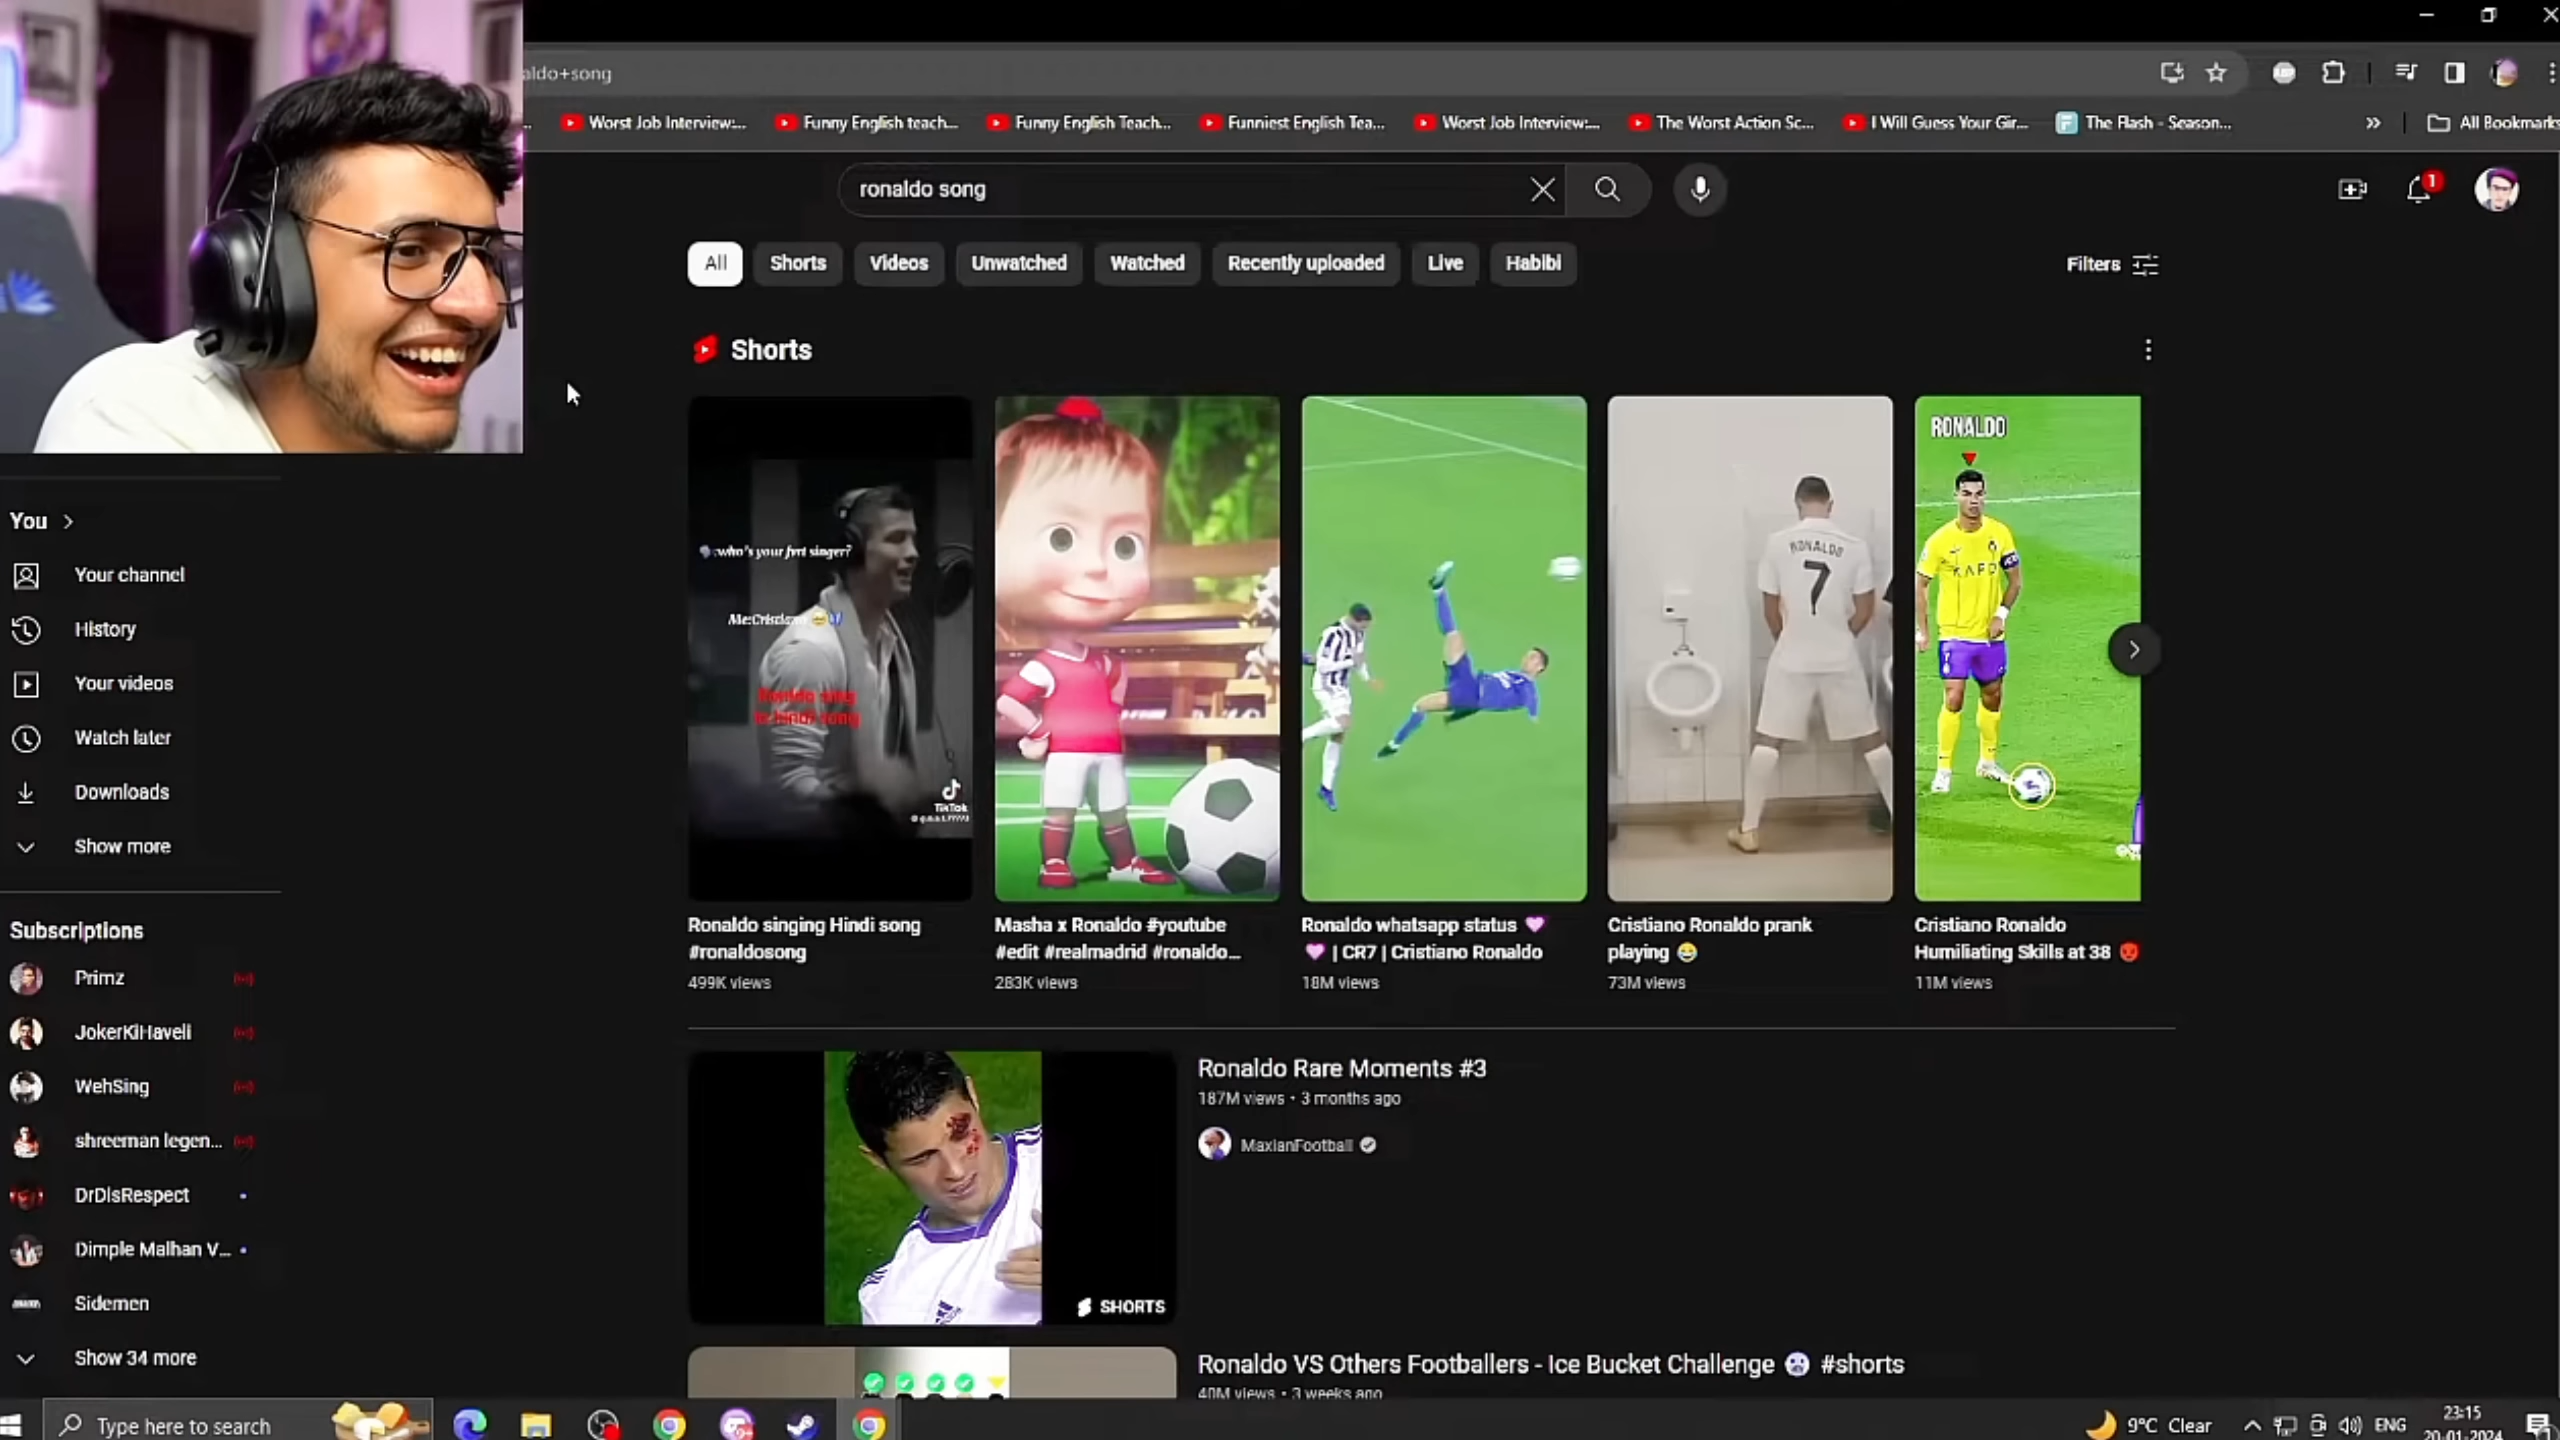 aldo+song
Worst Job Interview:...
Funny English teach...
Funny English Teach...
Funniest English Tea...
Worst Job Interview:...
The Worst Action Sc...
I Will Guess Your Gir...
The Flash - Season...
»
All Bookmarks
ronaldo song
1
All
Shorts
Videos
Unwatched
Watched
Recently uploaded
Live
Habibi
Filters
Shorts
:who's your fvrt singer?
Me:Cristiano
Ronaldo sing
in hindi song
TikTok
RONALDO
7
RONALDO
KAFD
Ronaldo singing Hindi song
#ronaldosong
499K views
Masha x Ronaldo #youtube
#edit #realmadrid #ronaldo...
283K views
Ronaldo whatsapp status 💜
💜 | CR7 | Cristiano Ronaldo
18M views
Cristiano Ronaldo prank
playing 😂
73M views
Cristiano Ronaldo
Humiliating Skills at 38 👹
11M views
You
Your channel
History
Your videos
Watch later
Downloads
Show more
Subscriptions
Primz
JokerKiHaveli
WehSing
shreeman legen...
DrDisRespect
Dimple Malhan V...
Sidemen
Show 34 more
Ronaldo Rare Moments #3
187M views • 3 months ago
MaxianFootball
SHORTS
Ronaldo VS Others Footballers - Ice Bucket Challenge 🥶 #shorts
40M views • 3 weeks ago
Type here to search
9°C Clear
ENG
23:15
20-01-2024